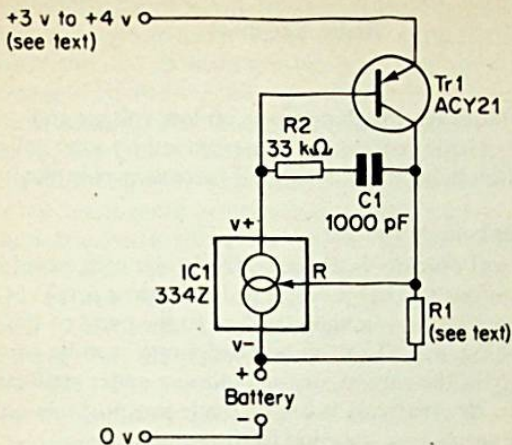 +3 v to +4 v
(see text)
Tr1
ACY21
R2
33 kΩ
C1
1000 pF
v+
IC1
334Z
R
R1
(see text)
v-
+
Battery
-
0 v